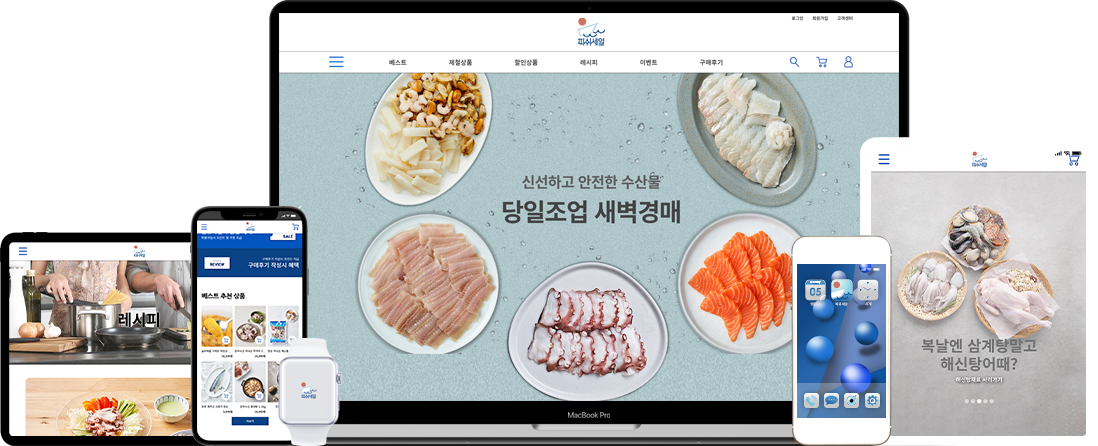 로그인 회원가입 고객센터
피쉬세일
베스트 제철상품 할인상품 레시피 이벤트 구매후기
신선하고 안전한 수산물
당일조업 새벽경매
MacBook Pro
피쉬세일
레시피
피쉬세일
SALE
REVIEW
구매후기 작성시 혜택
베스트 추천 상품
피쉬세일
05
피쉬세일
복날엔 삼계탕말고
해신탕어때?
해신탕재료 사러가기